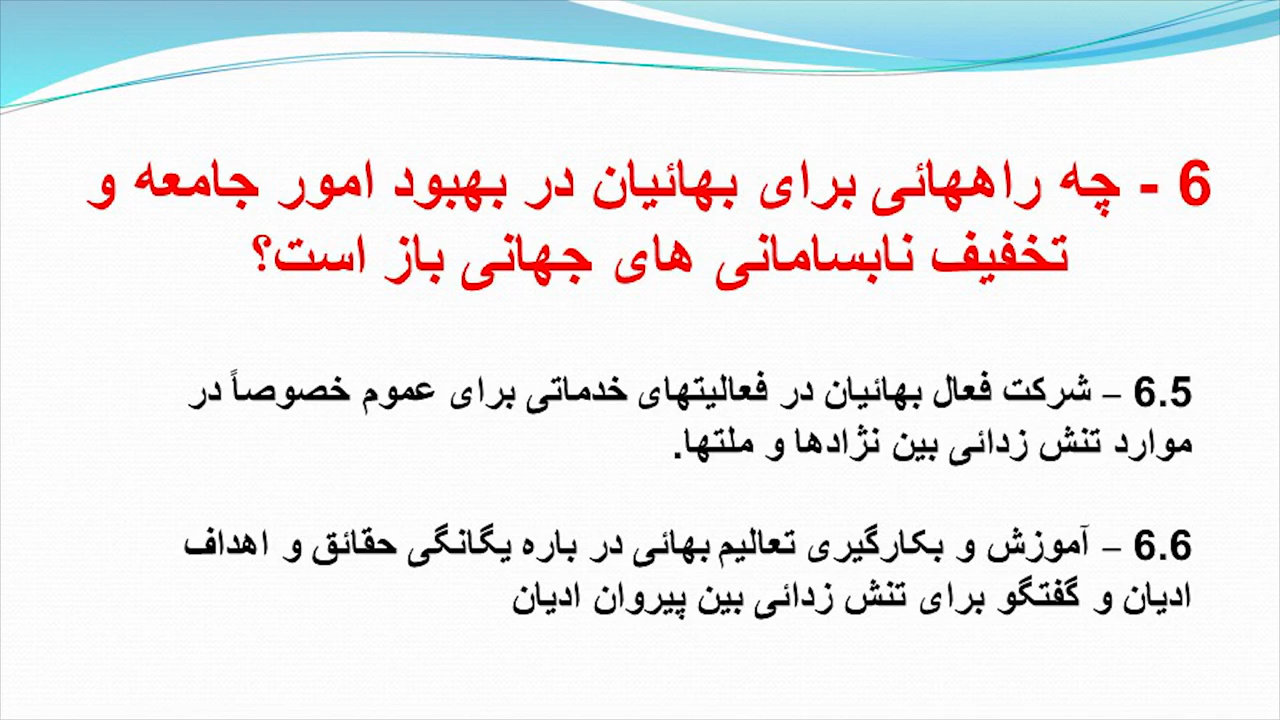 6 - چه راههائی برای بهائیان در بهبود امور جامعه و
تخفیف نابسامانی های جهانی باز است؟
6.5 – شرکت فعال بهائیان در فعالیتهای خدماتی برای عموم خصوصاً در
موارد تنش زدائی بین نژادها و ملتها.
6.6 – آموزش و بکارگیری تعالیم بهائی در باره یگانگی حقائق و اهداف
ادیان و گفتگو برای تنش زدائی بین پیروان ادیان